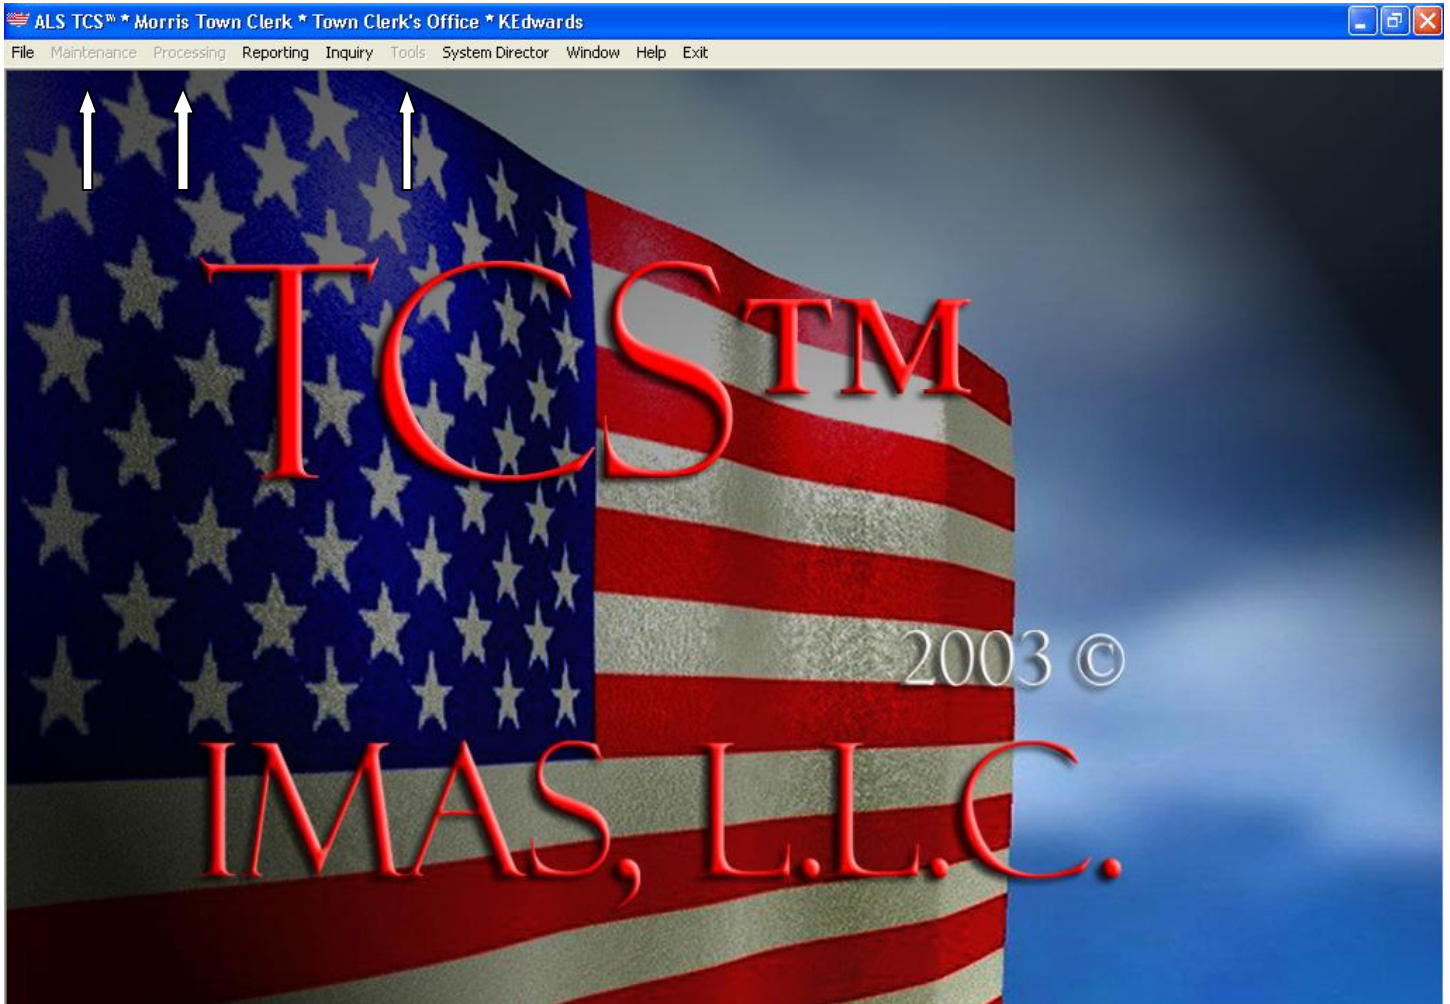 ALS TCS™ * Morris Town Clerk * Town Clerk's Office * KEdwards
File Maintenance Processing Reporting Inquiry Tools System Director Window Help Exit
TCS™
2003 ©
IMAS, L.L.C.